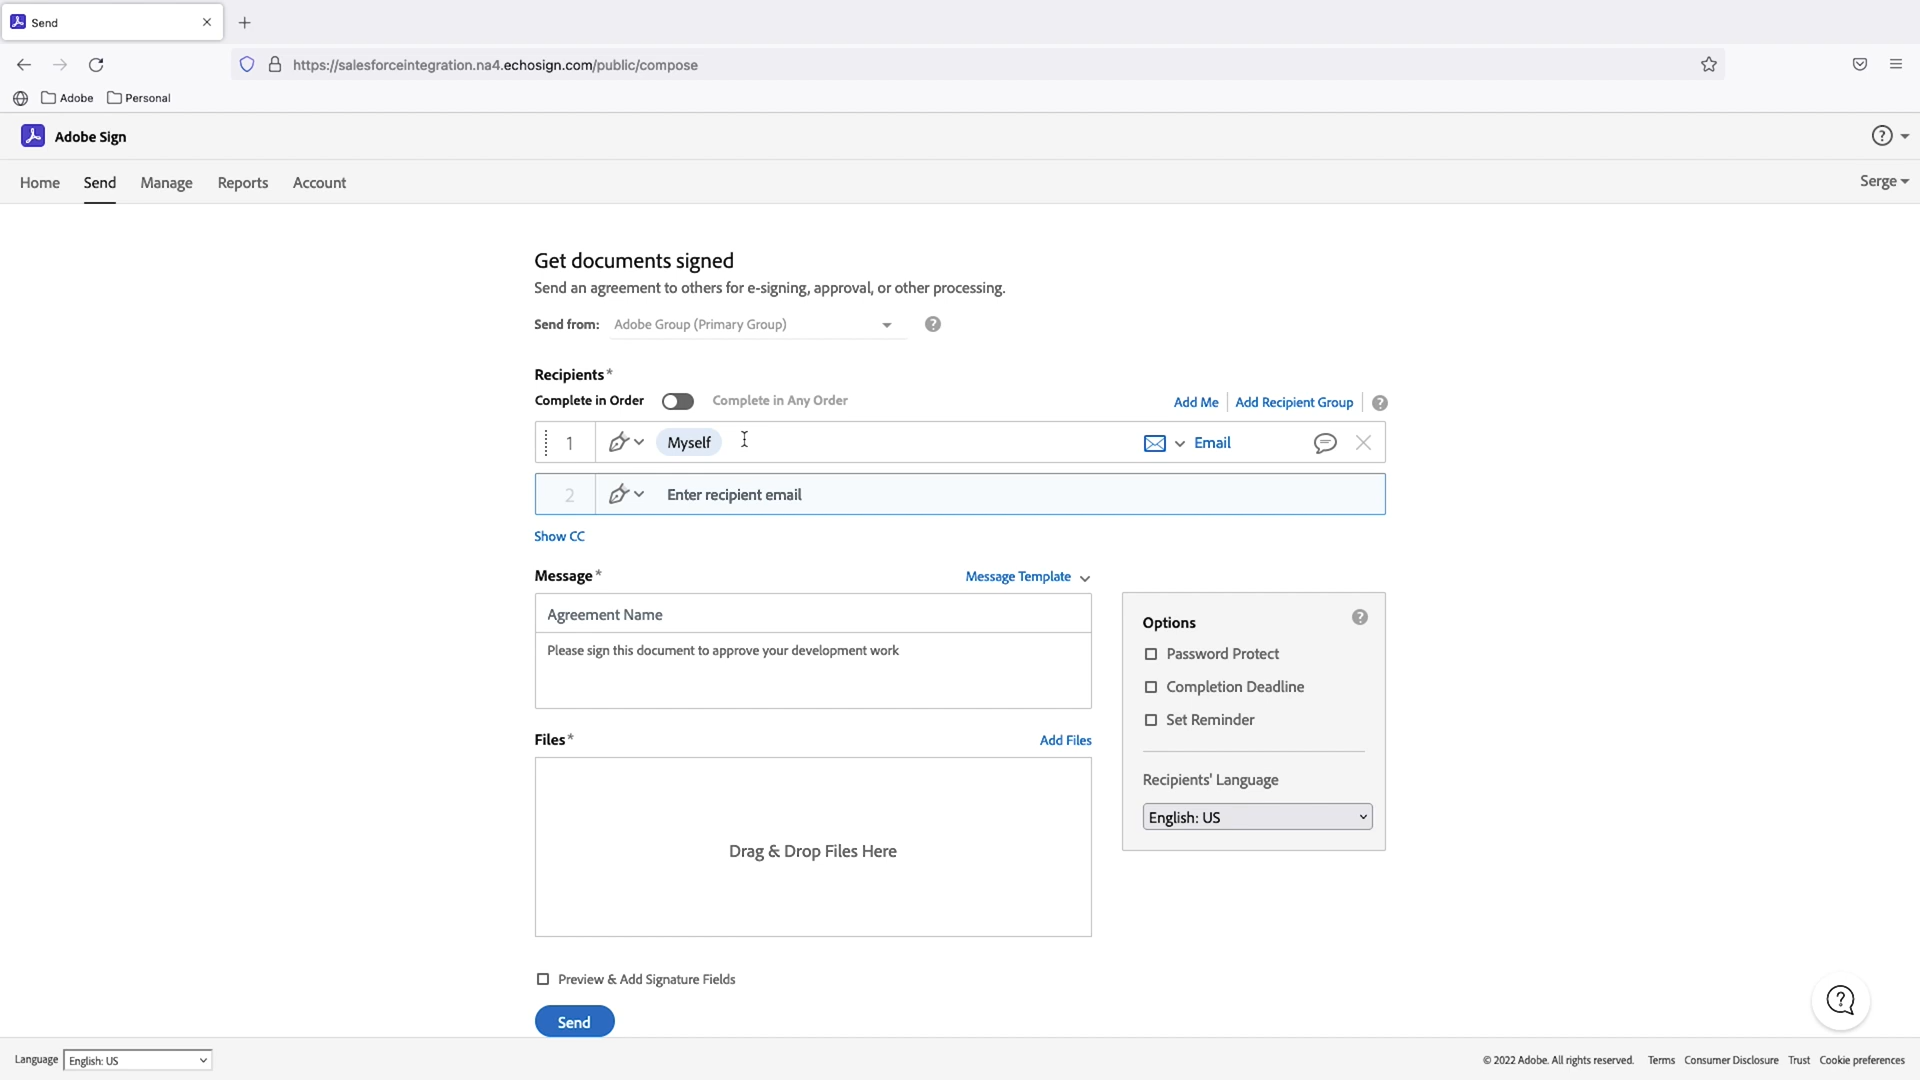 Send
https://salesforceintegration.na4.echosign.com/public/compose
Adobe Personal
Adobe Sign
Home Send Manage Reports Account
Serge
Get documents signed
Send an agreement to others for e-signing, approval, or other processing.
Send from: Adobe Group (Primary Group)
Recipients*
Complete in Order Complete in Any Order
Add Me Add Recipient Group
1 Myself Email
2 Enter recipient email
Show CC
Message* Message Template
Agreement Name
Please sign this document to approve your development work
Options
Password Protect
Completion Deadline
Set Reminder
Files* Add Files
Recipients' Language
English: US
Drag & Drop Files Here
Preview & Add Signature Fields
Send
Language English: US
© 2022 Adobe. All rights reserved. Terms Consumer Disclosure Trust Cookie preferences